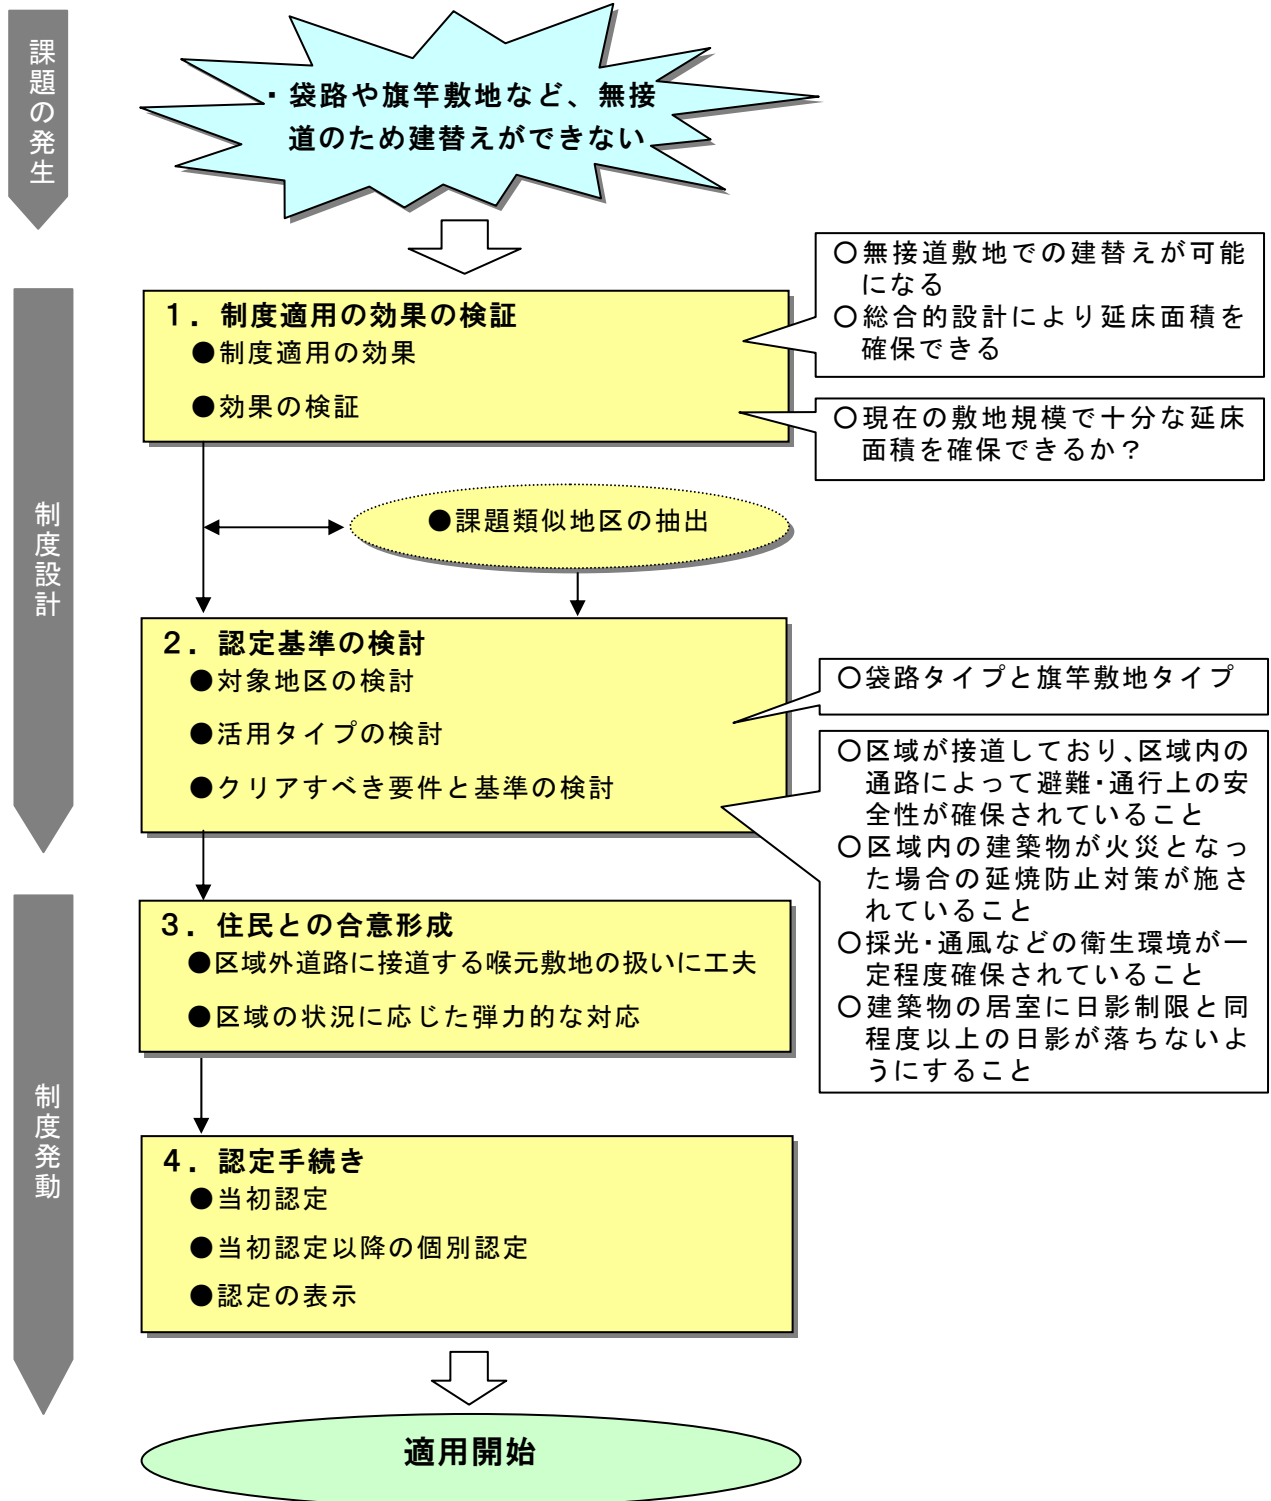 課題の発生
・袋路や旗竿敷地など、無接
道のため建替えができない
制度設計
１．制度適用の効果の検証
●制度適用の効果
●効果の検証
〇無接道敷地での建替えが可能
になる
〇総合的設計により延床面積を
確保できる
〇現在の敷地規模で十分な延床
面積を確保できるか？
●課題類似地区の抽出
２．認定基準の検討
●対象地区の検討
●活用タイプの検討
●クリアすべき要件と基準の検討
〇袋路タイプと旗竿敷地タイプ
〇区域が接道しており、区域内の
通路によって避難・通行上の安
全性が確保されていること
〇区域内の建築物が火災となっ
た場合の延焼防止対策が施さ
れていること
〇採光・通風などの衛生環境が一
定程度確保されていること
〇建築物の居室に日影制限と同
程度以上の日影が落ちないよ
うにすること
制度発動
３．住民との合意形成
●区域外道路に接道する喉元敷地の扱いに工夫
●区域の状況に応じた弾力的な対応
４．認定手続き
●当初認定
●当初認定以降の個別認定
●認定の表示
適用開始